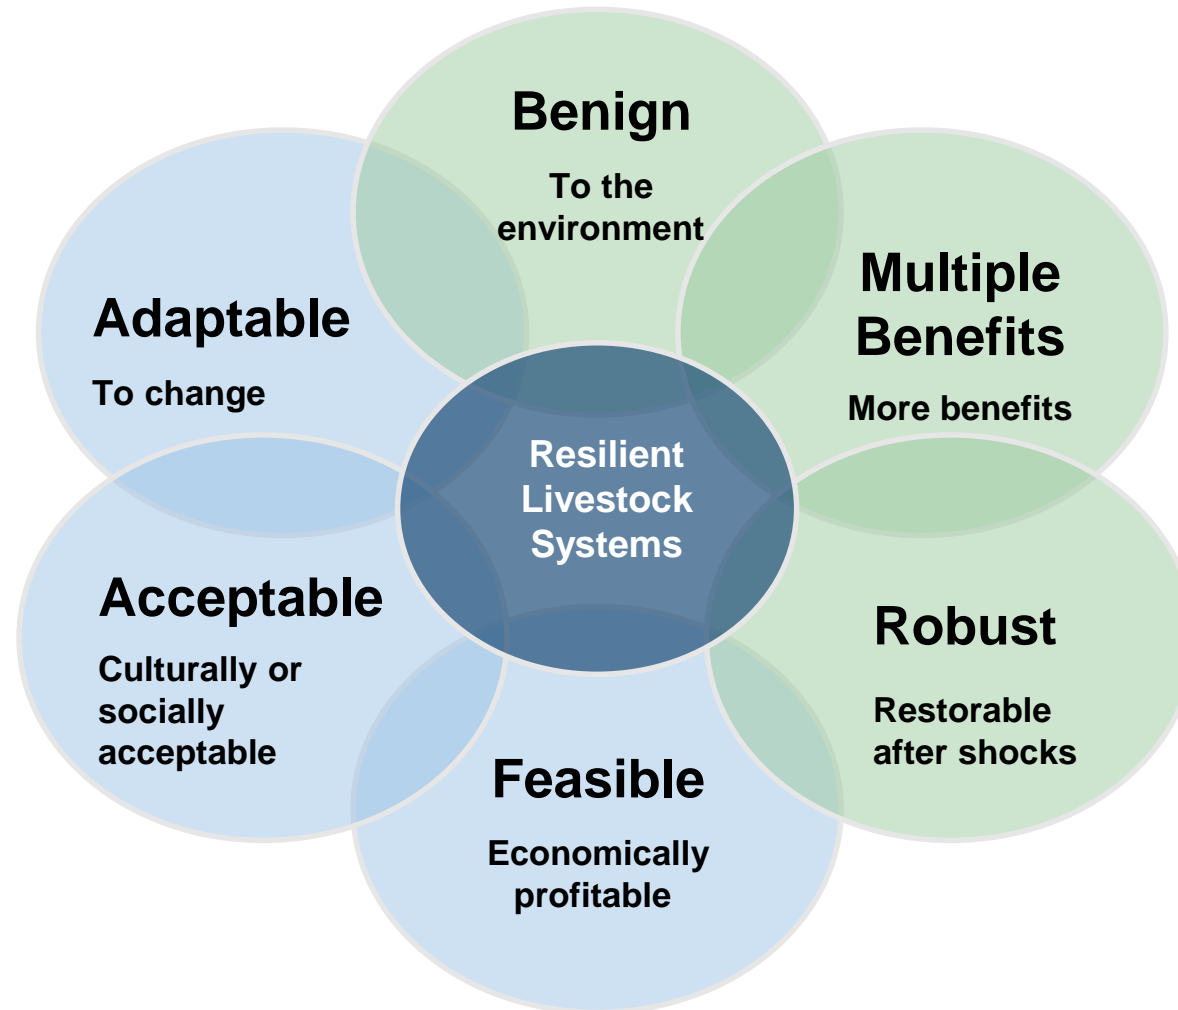 Benign
To the
environment
Multiple
Benefits
More benefits
Adaptable
To change
Resilient
Livestock
Systems
Acceptable
Culturally or
socially
acceptable
Robust
Restorable
after shocks
Feasible
Economically
profitable